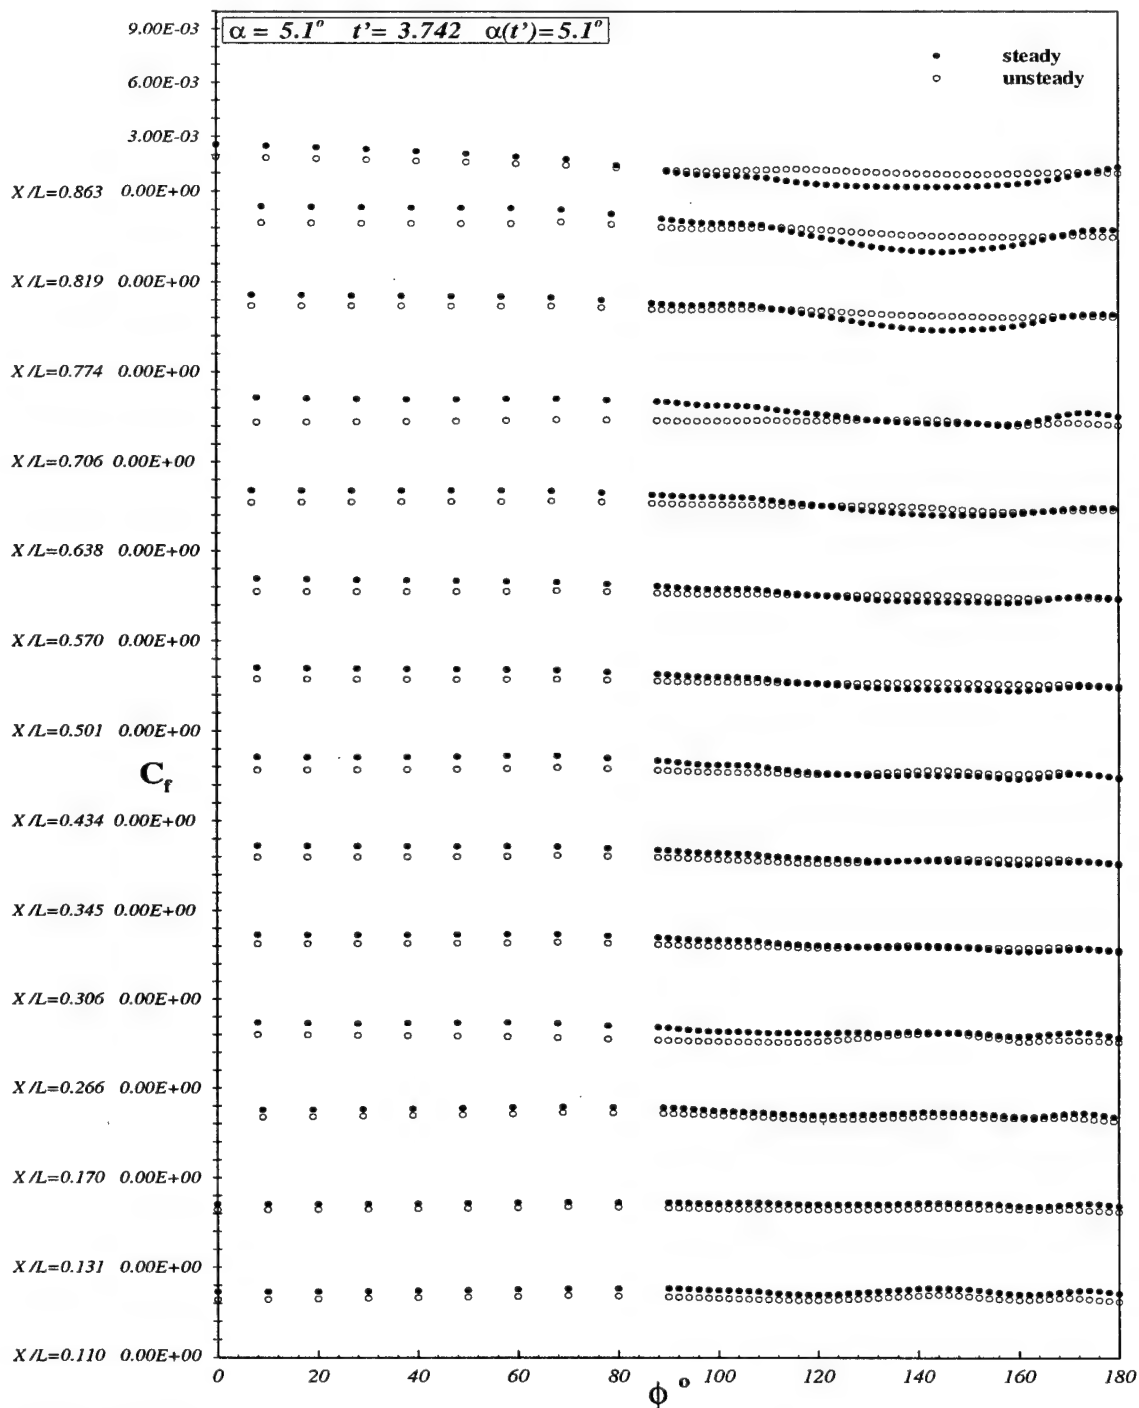 α = 5.1° t'= 3.742 α(t')=5.1°
9.00E-03
steady
unsteady
6.00E-03
3.00E-03
X/L=0.863 0.00E+00
X/L=0.819 0.00E+00
X/L=0.774 0.00E+00
X/L=0.706 0.00E+00
X/L=0.638 0.00E+00
X/L=0.570 0.00E+00
X/L=0.501 0.00E+00
C_f
X/L=0.434 0.00E+00
X/L=0.345 0.00E+00
X/L=0.306 0.00E+00
X/L=0.266 0.00E+00
X/L=0.170 0.00E+00
X/L=0.131 0.00E+00
X/L=0.110 0.00E+00
0 20 40 60 80 100 120 140 160 180
ϕ °